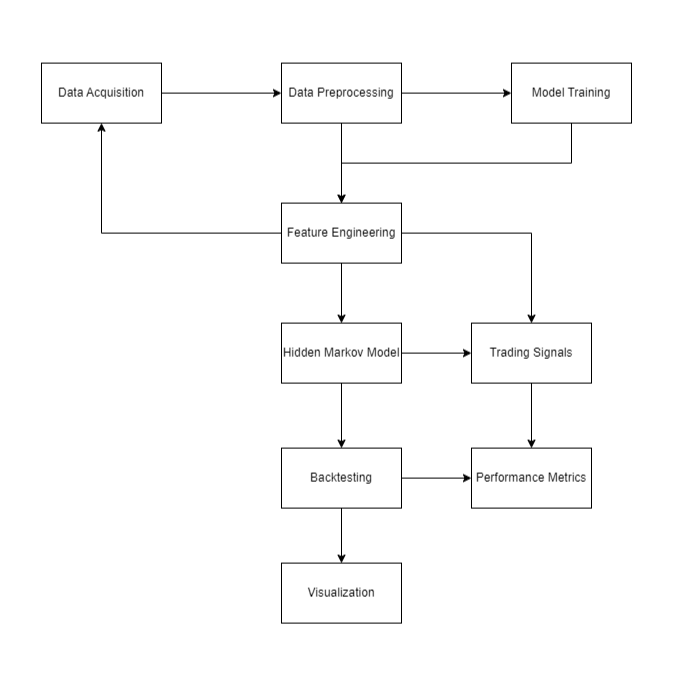 Data Acquisition
Data Preprocessing
Model Training
Feature Engineering
Hidden Markov Model
Trading Signals
Backtesting
Performance Metrics
Visualization